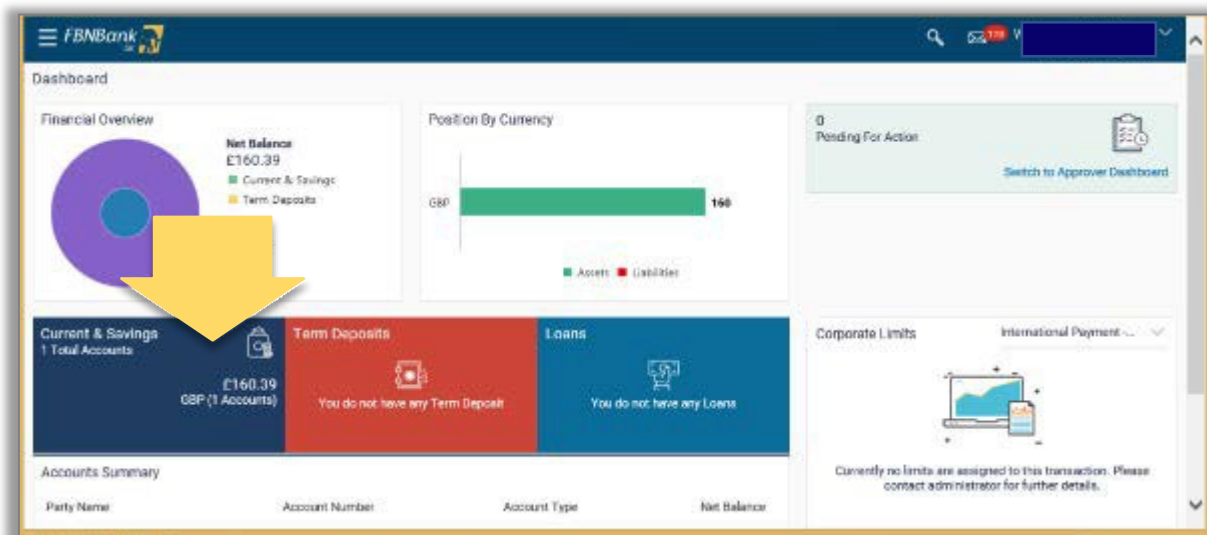 FBNBank
UK
Dashboard
Financial Overview
Net Balance
£160.39
Current & Savings
Term Deposits
Position By Currency
GBP
160
Assets
Liabilities
0
Pending For Action
Switch to Approver Dashboard
Current & Savings
1 Total Accounts
£160.39
GBP (1 Accounts)
Term Deposits
You do not have any Term Deposit
Loans
You do not have any Loans
Corporate Limits
International Payment -...
Currently no limits are assigned to this transaction. Please
contact administrator for further details.
Accounts Summary
Party Name
Account Number
Account Type
Net Balance